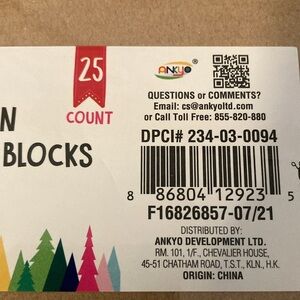 25
COUNT
N
BLOCKS
ANKYO
QUESTIONS or COMMENTS?
Email: cs@ankyoltd.com
or Call Toll Free: 855-820-880
DPCI# 234-03-0094
8 86804 12923 5
F16826857-07/21
DISTRIBUTED BY:
ANKYO DEVELOPMENT LTD.
RM. 101, 1/F., CHEVALIER HOUSE,
45-51 CHATHAM ROAD, T.S.T., KLN., H.K.
ORIGIN: CHINA